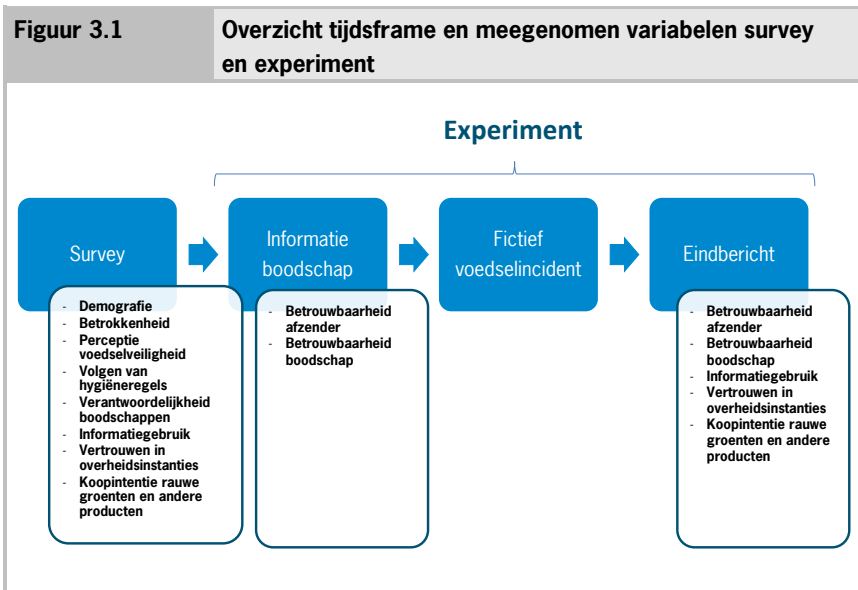 Figuur 3.1
Overzicht tijdsframe en meegenomen variabelen survey
en experiment
Experiment
Survey
Informatie
boodschap
Fictief
voedselincident
Eindbericht
- Demografie
- Betrokkenheid
- Perceptie
voedselveiligheid
- Volgen van
hygiëneregels
- Verantwoordelijkheid
boodschappen
- Informatiegebruik
- Vertrouwen in
overheidsinstanties
- Koopintentie rauwe
groenten en andere
producten
- Betrouwbaarheid
afzender
- Betrouwbaarheid
boodschap
- Betrouwbaarheid
afzender
- Betrouwbaarheid
boodschap
- Informatiegebruik
- Vertrouwen in
overheidsinstanties
- Koopintentie rauwe
groenten en andere
producten